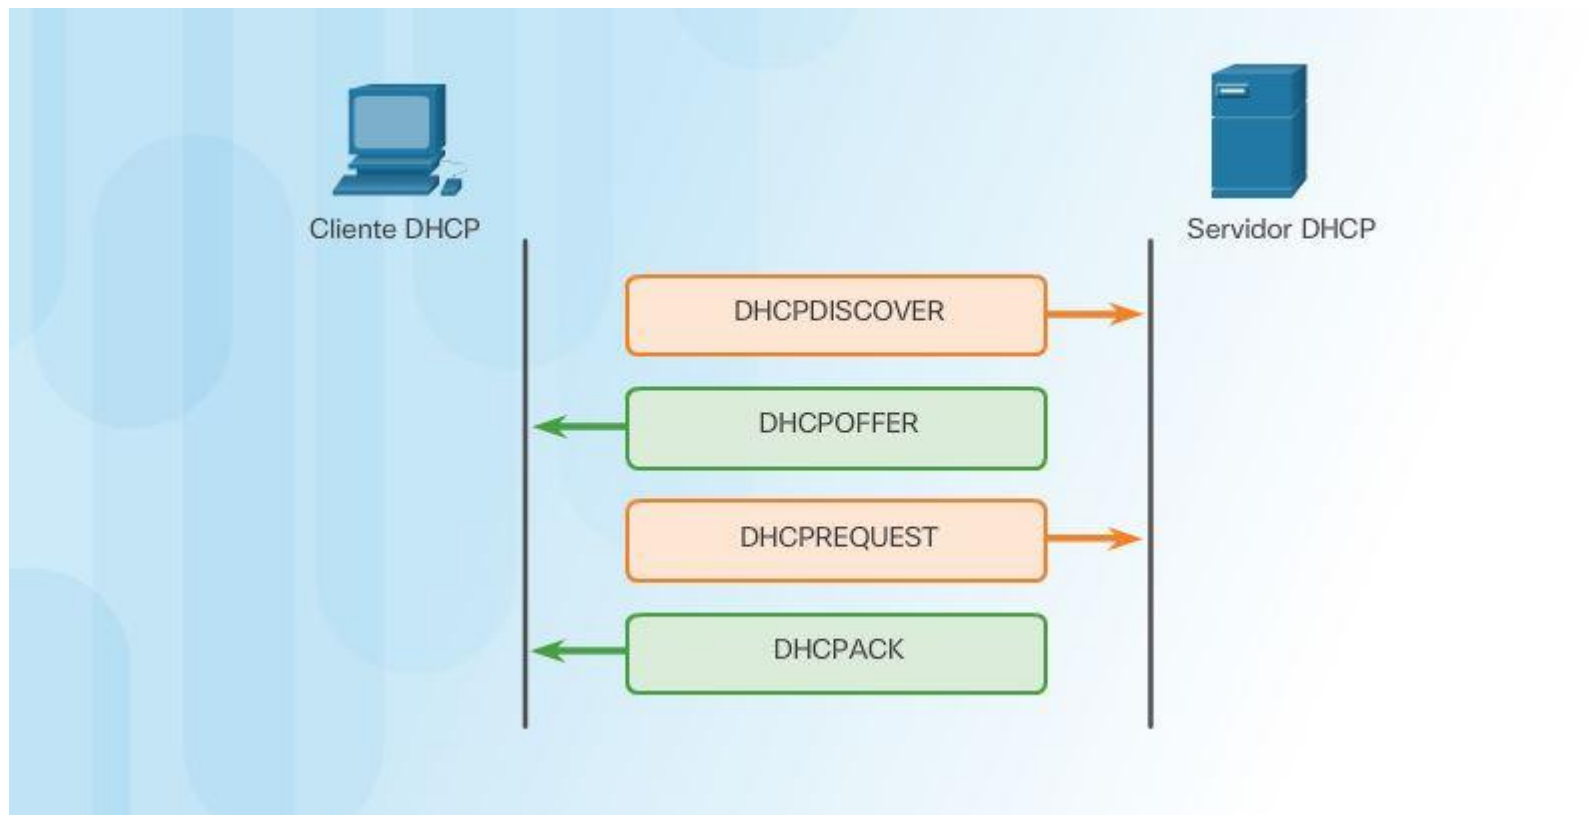 Cliente DHCP
Servidor DHCP
DHCPDISCOVER
DHCPOFFER
DHCPREQUEST
DHCPACK